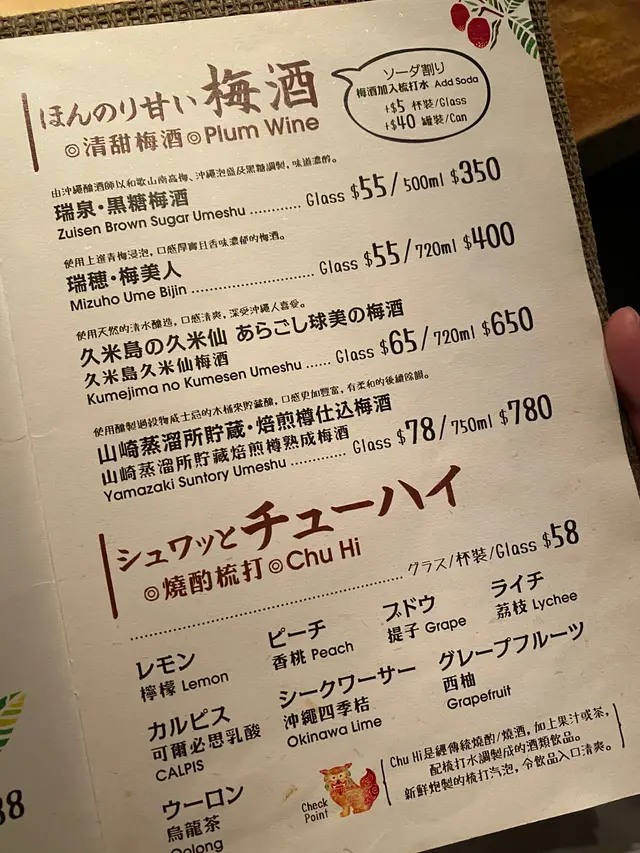 ほんのり甘い梅酒
◎清甜梅酒◎Plum Wine
ソーダ割り
梅酒加入梳打水 Add Soda
+$5 杯裝/Glass
+$40 罐裝/Can
由沖繩釀酒師以和歌山南高梅、沖繩泡盛及黑糖調製，味道濃醇。
瑞泉・黒糖梅酒
Zuisen Brown Sugar Umeshu ............ Glass $55/500ml $350
使用上選青梅浸泡，口感厚實且香味濃郁的梅酒。
瑞穂・梅美人
Mizuho Ume Bijin ............ Glass $55/720ml $400
使用天然的清水釀造，口感清爽，深受沖繩人喜愛。
久米島の久米仙 あらごし球美の梅酒
久米島久米仙梅酒
Kumejima no Kumesen Umeshu ...... Glass $65/720ml $650
使用釀製過穀物威士忌的木桶來貯藏釀，口感更加豐富，有柔和的後續餘韻。
山崎蒸溜所貯蔵・焙煎樽仕込梅酒
山崎蒸溜所貯蔵焙煎樽熟成梅酒
Yamazaki Suntory Umeshu ............ Glass $78/750ml $780
シュワッとチューハイ
◎燒酌梳打◎Chu Hi
グラス/杯裝/Glass $58
レモン
檸檬 Lemon
ピーチ
香桃 Peach
ブドウ
提子 Grape
ライチ
荔枝 Lychee
カルピス
可爾必思乳酸
CALPIS
シークワーサー
沖繩四季桔
Okinawa Lime
グレープフルーツ
西柚
Grapefruit
ウーロン
烏龍茶
Oolong
Check
Point
Chu Hi是經傳統燒酌/燒酒，加上果汁或茶，
配梳打水調製成的酒類飲品。
新鮮炮製的梳打汽泡，令飲品入口清爽。